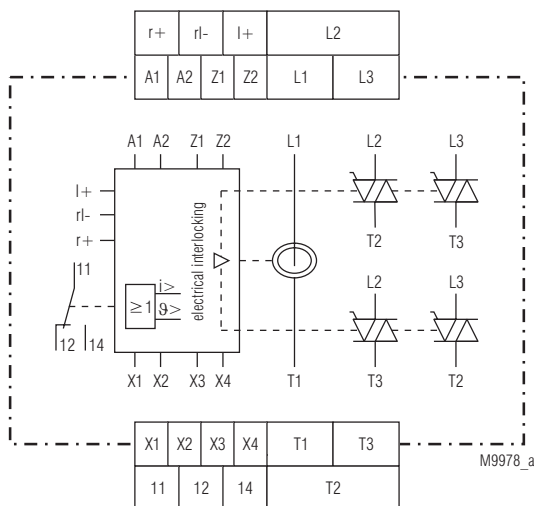 r+ rl- l+ L2
A1 A2 Z1 Z2 L1 L3
A1 A2 Z1 Z2 L1 L2 L3
l+
rl-
r+
electrical interlocking
T2 T3
11
i>
≥1
ϑ>
L2 L3
12 14
X1 X2 X3 X4 T1 T3 T2
X1 X2 X3 X4 T1 T3
M9978_a
11 12 14 T2